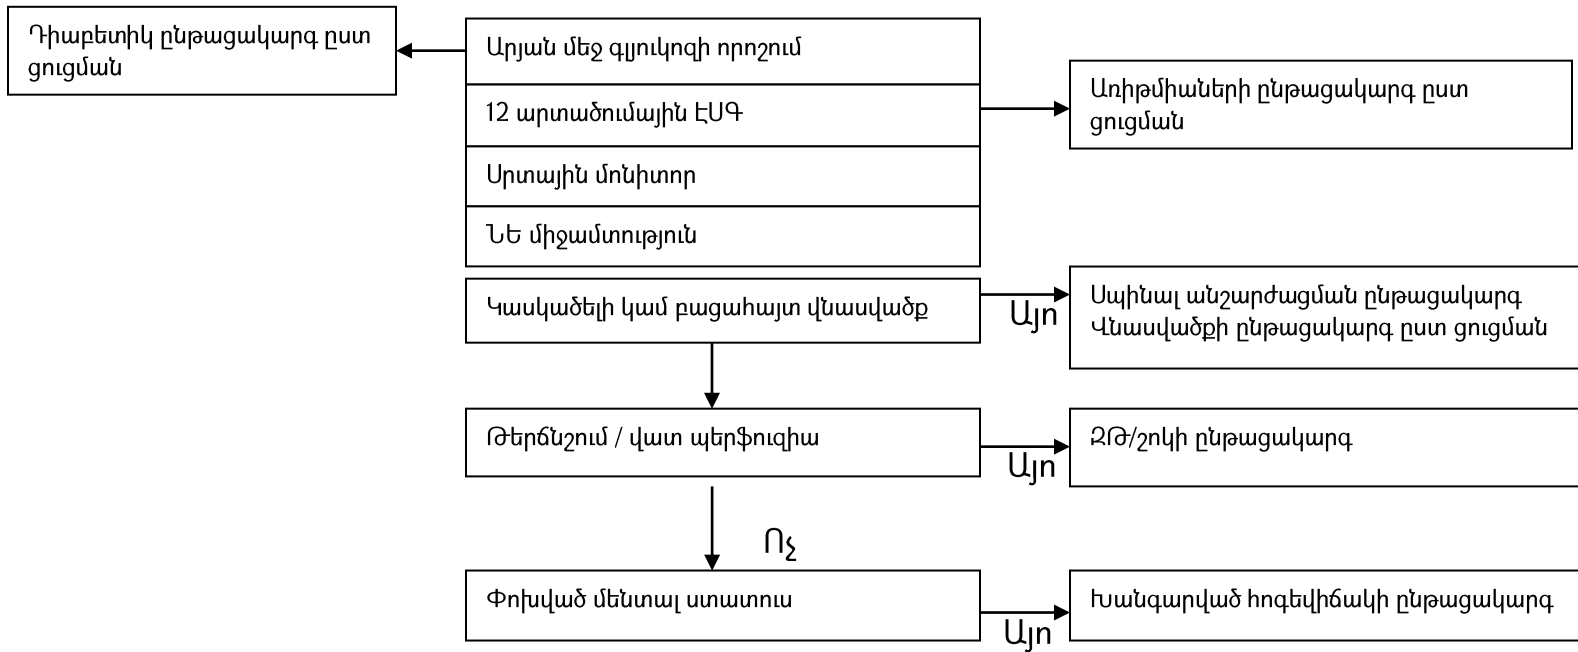 Դիաբետիկ ընթացակարգ ըստ
ցուցման
Արյան մեջ գլյուկոզի որոշում
12 արտածումային ԷՍԳ
Առիթմիաների ընթացակարգ ըստ
ցուցման
Սրտային մոնիտոր
ՆԵ միջամտություն
Կասկածելի կամ բացահայտ վնասվածք
Այո
Սպինալ անշարժացման ընթացակարգ
Վնասվածքի ընթացակարգ ըստ ցուցման
Թերճնշում / վատ պերֆուզիա
Այո
ԶԹ/շոկի ընթացակարգ
Ոչ
Փոխված մենտալ ստատուս
Այո
Խանգարված հոգեվիճակի ընթացակարգ